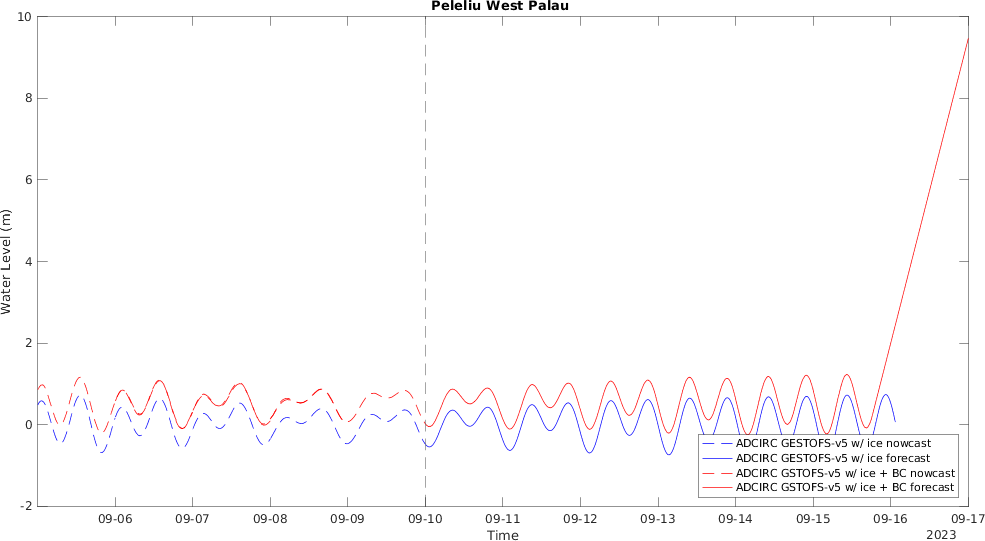 Peleliu West Palau
10
8
6
4
2
0
-2
Water Level (m)
ADCIRC GESTOFS-v5 w/ ice nowcast
ADCIRC GESTOFS-v5 w/ ice forecast
ADCIRC GSTOFS-v5 w/ ice + BC nowcast
ADCIRC GSTOFS-v5 w/ ice + BC forecast
09-06 09-07 09-08 09-09 09-10 09-11 09-12 09-13 09-14 09-15 09-16 09-17
Time
2023